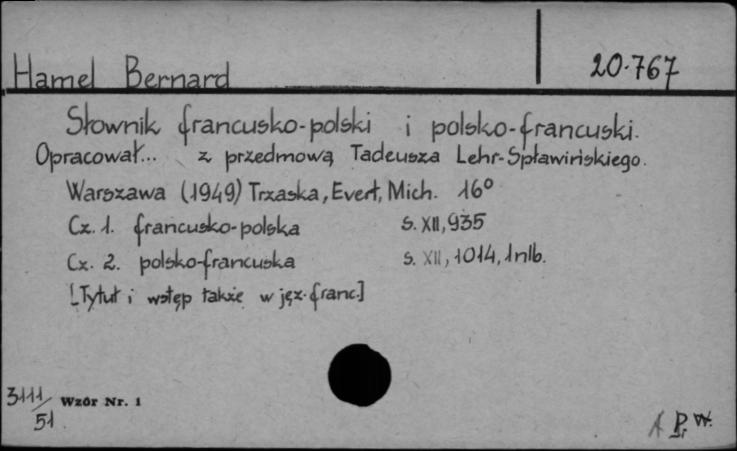 Hamel Bernard 20.767
Słownik francusko-polski i polsko-francuski.
Opracował... z przedmową Tadeusza Lehr-Spławińskiego.
Warszawa (1949) Trzaska, Evert, Mich. 16°
Cz. 1. francusko-polska s. XII, 935
Cz. 2. polsko-francuska s. XII, 1014, 1 nlb.
[Tytuł i wstęp także w jęz. franc.]
3111/51 Wzór Nr. 1